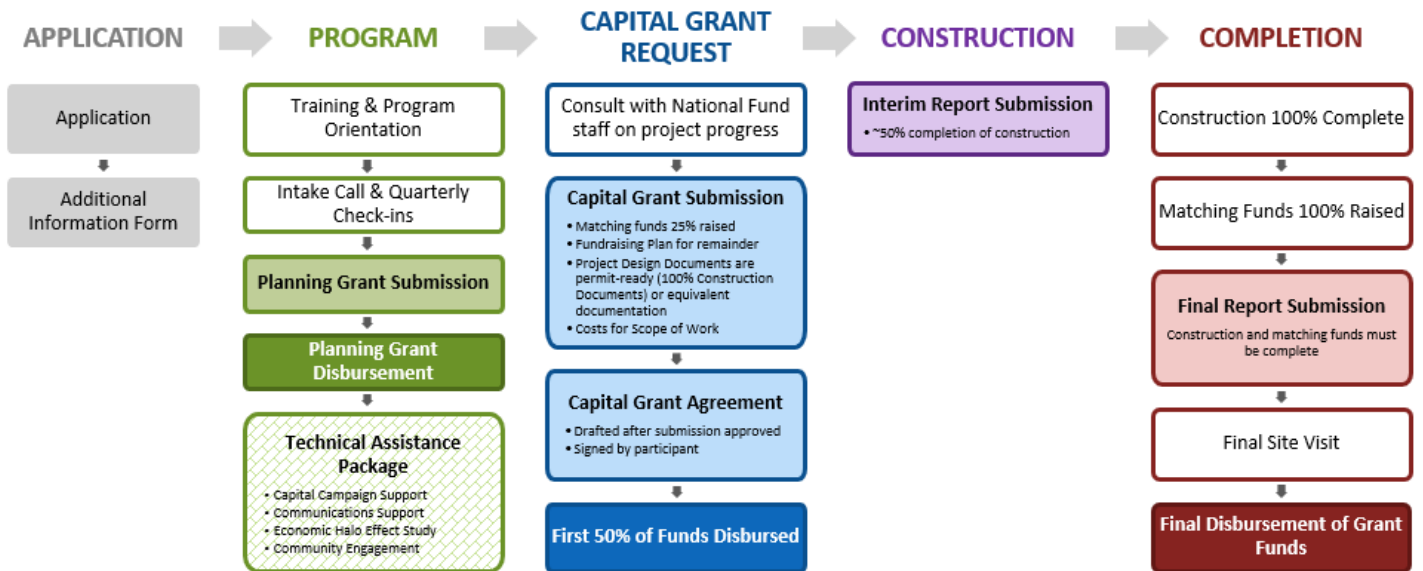 APPLICATION
PROGRAM
CAPITAL GRANT
REQUEST
CONSTRUCTION
COMPLETION
Application
Additional
Information Form
Training & Program
Orientation
Intake Call & Quarterly
Check-ins
Planning Grant Submission
Planning Grant
Disbursement
Technical Assistance
Package
• Capital Campaign Support
• Communications Support
• Economic Halo Effect Study
• Community Engagement
Consult with National Fund
staff on project progress
Capital Grant Submission
• Matching funds 25% raised
• Fundraising Plan for remainder
• Project Design Documents are
permit-ready (100% Construction
Documents) or equivalent
documentation
• Costs for Scope of Work
Capital Grant Agreement
• Drafted after submission approved
• Signed by participant
First 50% of Funds Disbursed
Interim Report Submission
• ~50% completion of construction
Construction 100% Complete
Matching Funds 100% Raised
Final Report Submission
Construction and matching funds must
be complete
Final Site Visit
Final Disbursement of Grant
Funds